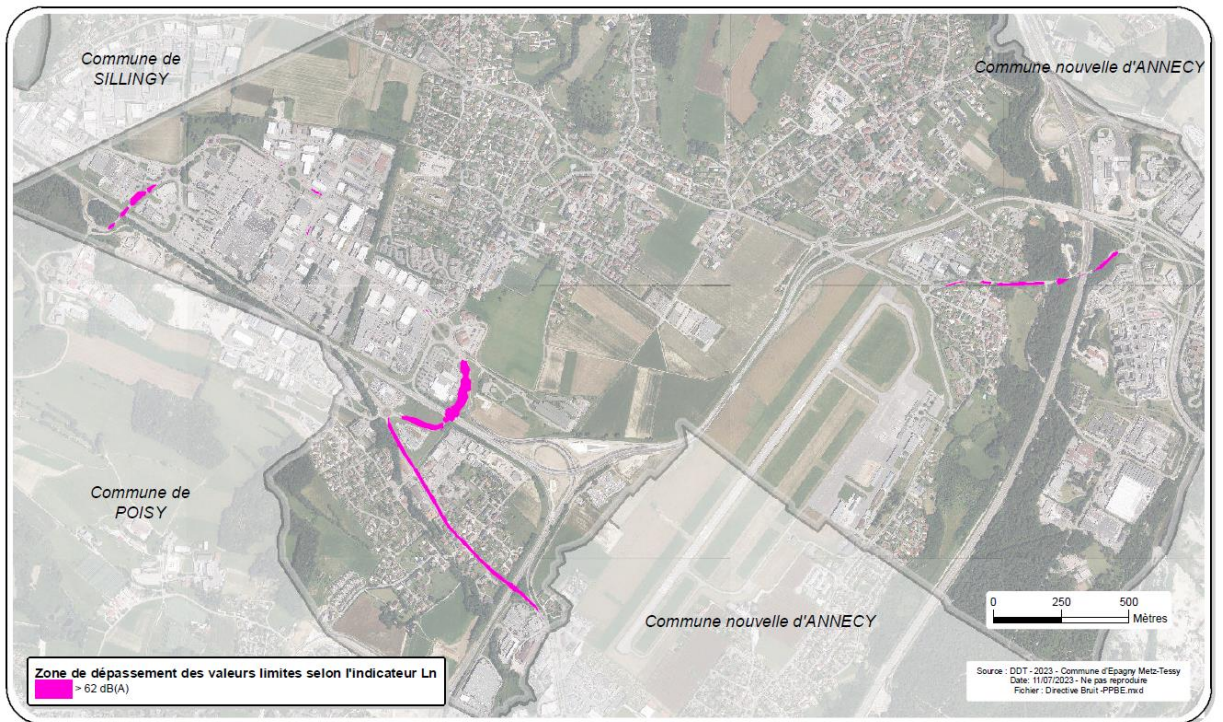 Commune de
SILLINGY
Commune nouvelle d'ANNECY
Commune de
POISY
Commune nouvelle d'ANNECY
0 250 500
Mètres
Zone de dépassement des valeurs limites selon l'indicateur Ln
> 62 dB(A)
Source : DDT - 2023 - Commune d'Epagny Metz-Tessy
Date: 11/07/2023 - Ne pas reproduire
Fichier : Directive Bruit -PPBE.mxd